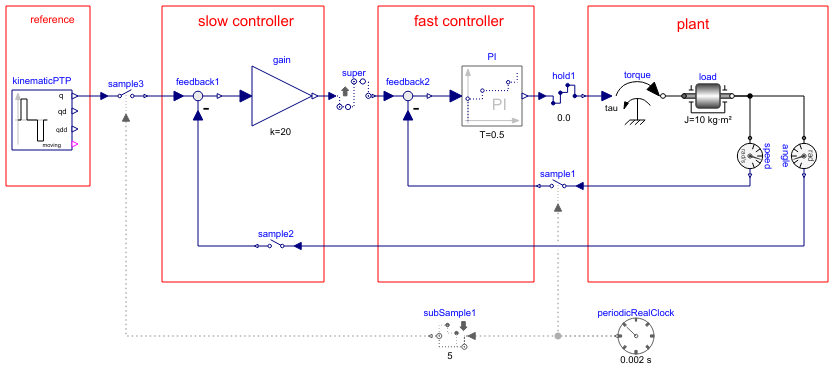 reference
slow controller
fast controller
plant
kinematicPTP
q
qd
qdd
moving
sample3
feedback1
gain
k=20
super
feedback2
PI
PI
T=0.5
hold1
0.0
torque
tau
load
J=10 kg·m²
speed
rad/s
angle
rad
sample1
sample2
subSample1
5
periodicRealClock
0.002 s